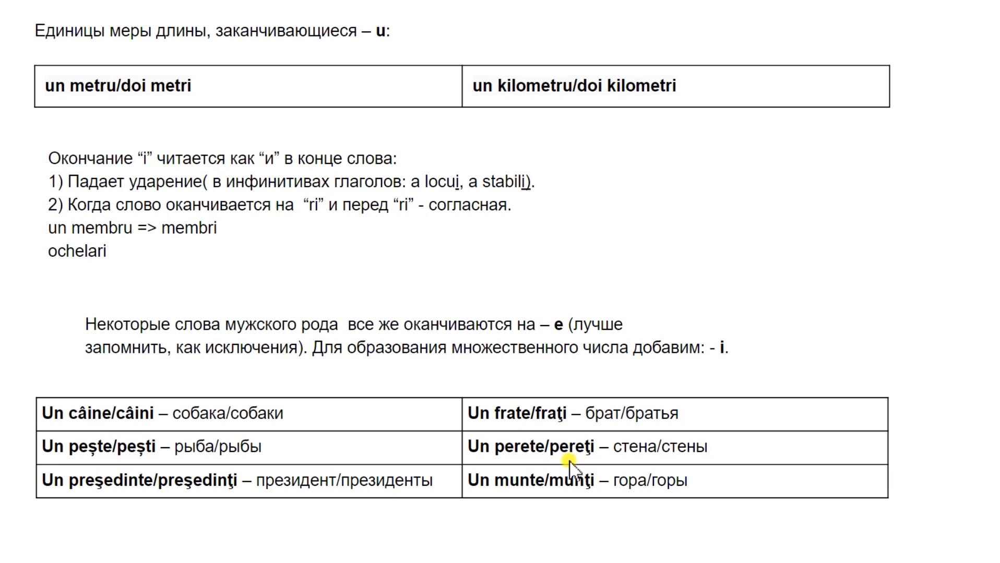 Единицы меры длины, заканчивающиеся – u:
un metru/doi metri
un kilometru/doi kilometri
Окончание “i” читается как “и” в конце слова:
1) Падает ударение( в инфинитивах глаголов: a locui, a stabili).
2) Когда слово оканчивается на “ri” и перед “ri” - согласная.
un membru => membri
ochelari
Некоторые слова мужского рода все же оканчиваются на – e (лучше
запомнить, как исключения). Для образования множественного числа добавим: - i.
Un câine/câini – собака/собаки
Un frate/fraţi – брат/братья
Un pește/pești – рыба/рыбы
Un perete/pereţi – стена/стены
Un preşedinte/preşedinţi – президент/президенты
Un munte/munţi – гора/горы